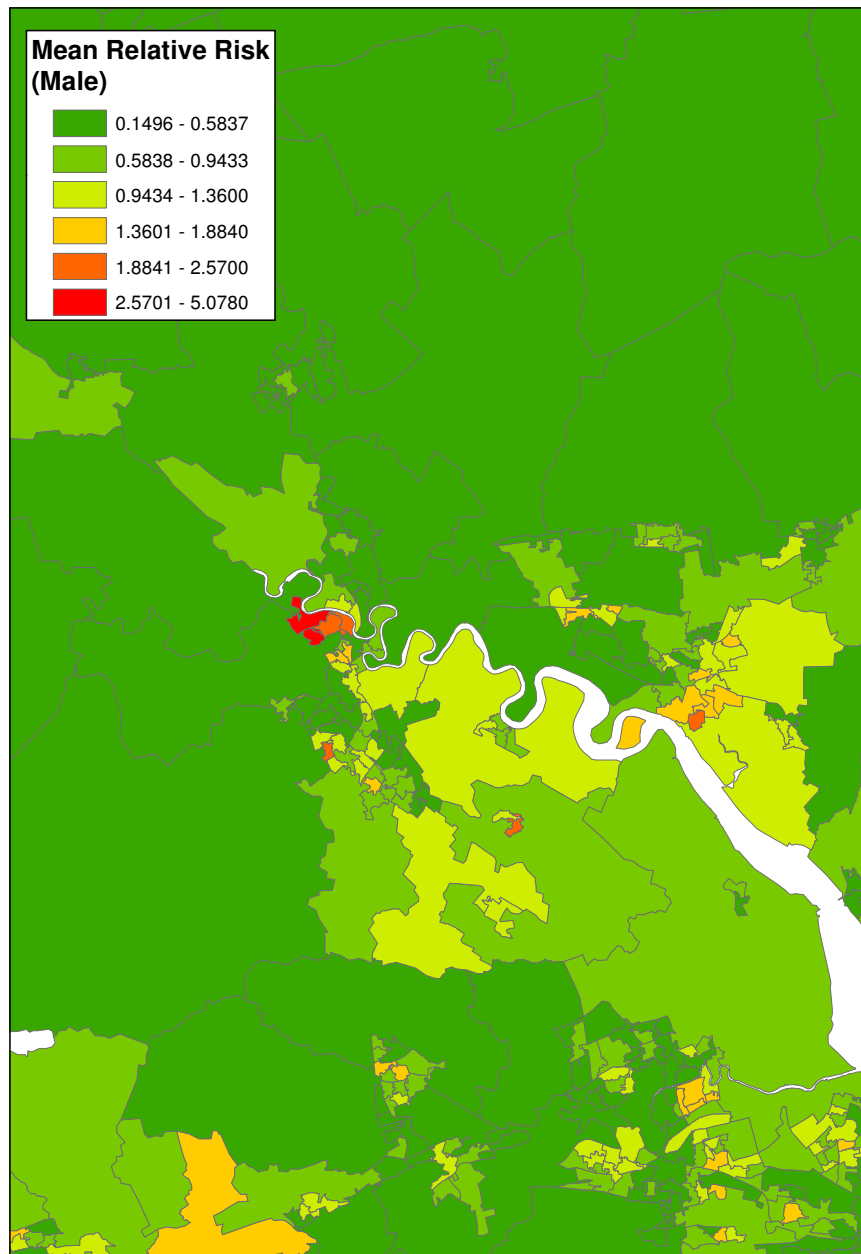 Mean Relative Risk
(Male)
0.1496 - 0.5837
0.5838 - 0.9433
0.9434 - 1.3600
1.3601 - 1.8840
1.8841 - 2.5700
2.5701 - 5.0780